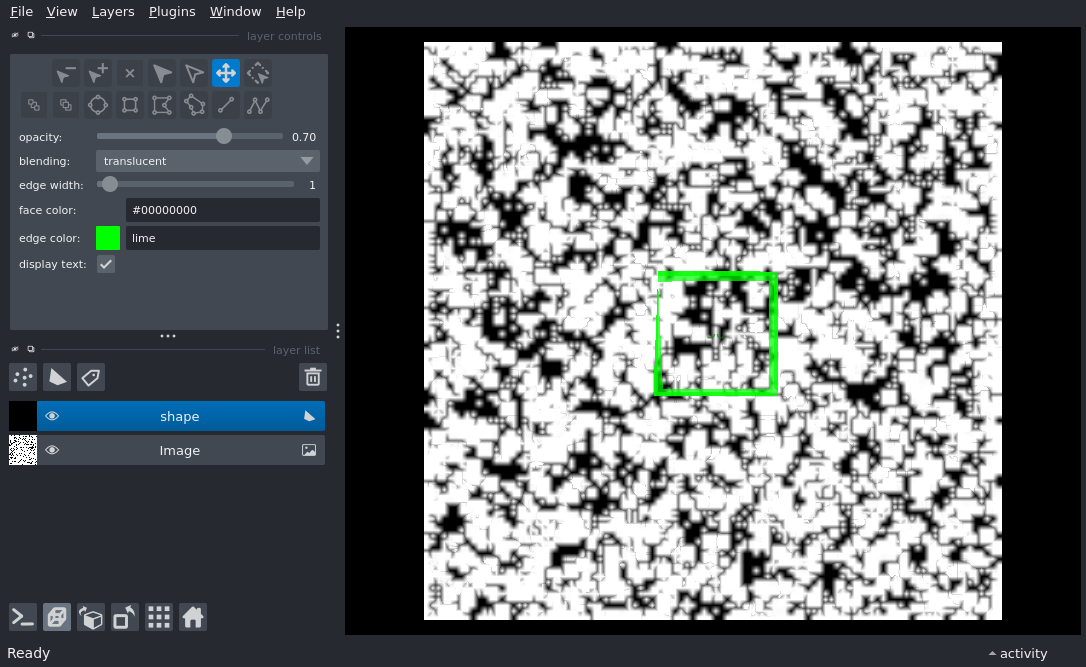 File View Layers Plugins Window Help
layer controls
opacity: 0.70
blending: translucent
edge width: 1
face color: #00000000
edge color: lime
display text:
layer list
shape
Image
Ready
activity